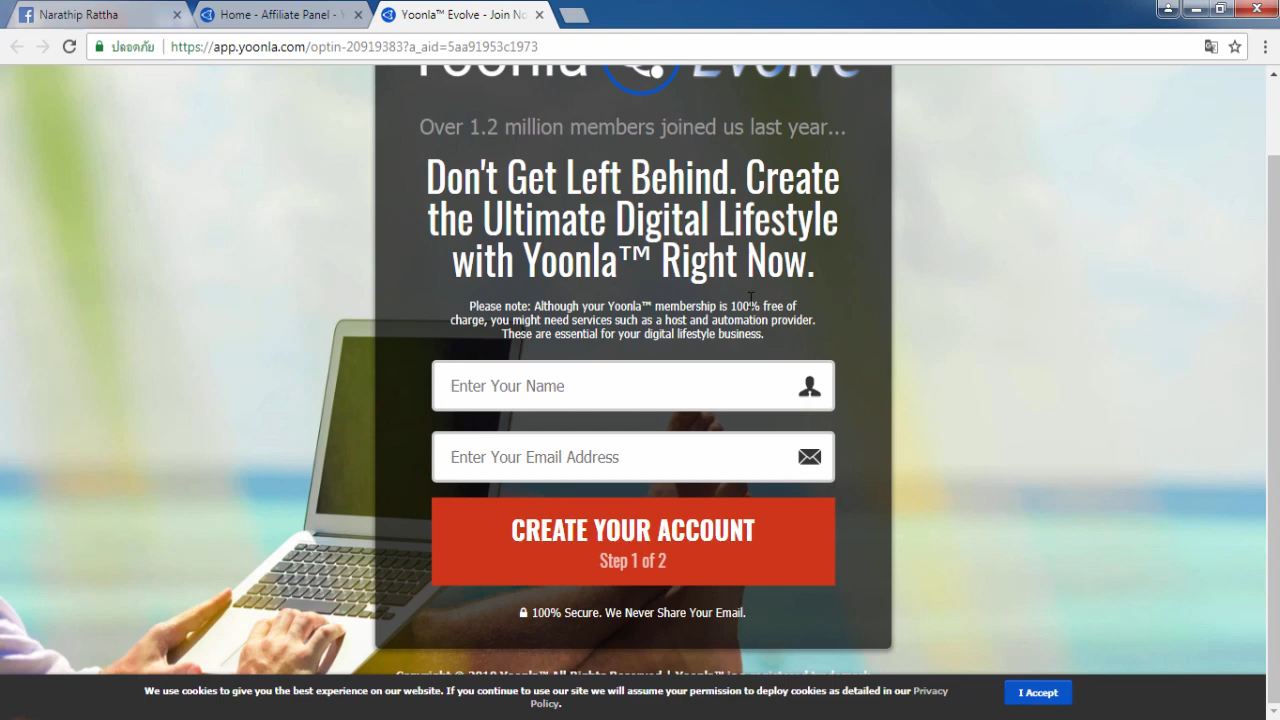 Narathip Rattha
Home - Affiliate Panel - Y
Yoonla™ Evolve - Join No
ปลอดภัย
https://app.yoonla.com/optin-20919383?a_aid=5aa91953c1973
Yoonla Evolve
Over 1.2 million members joined us last year...
Don't Get Left Behind. Create
the Ultimate Digital Lifestyle
with Yoonla™ Right Now.
Please note: Although your Yoonla™ membership is 100% free of
charge, you might need services such as a host and automation provider.
These are essential for your digital lifestyle business.
Enter Your Name
Enter Your Email Address
CREATE YOUR ACCOUNT
Step 1 of 2
100% Secure. We Never Share Your Email.
We use cookies to give you the best experience on our website. If you continue to use our site we will assume your permission to deploy cookies as detailed in our Privacy
Policy.
I Accept